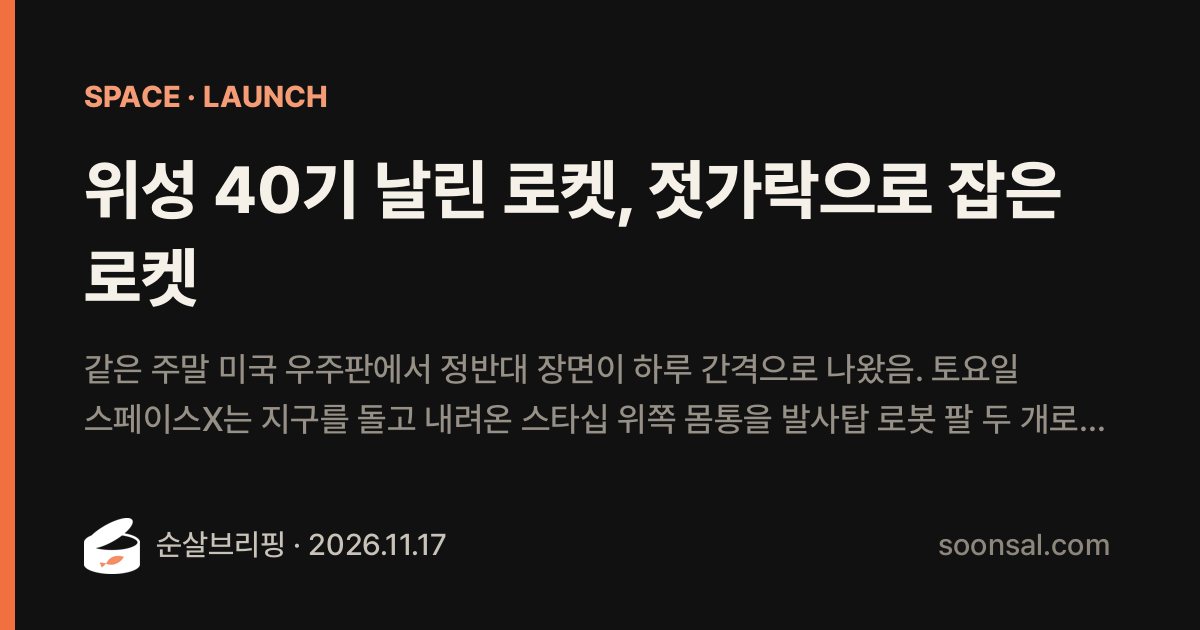 SPACE · LAUNCH
위성 40기 날린 로켓, 젓가락으로 잡은
로켓
같은 주말 미국 우주판에서 정반대 장면이 하루 간격으로 나왔음. 토요일
스페이스X는 지구를 돌고 내려온 스타십 위쪽 몸통을 발사탑 로봇 팔 두 개로...
순살브리핑 · 2026.11.17
soonsal.com